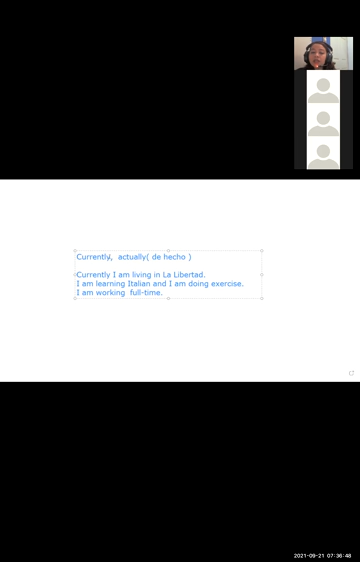 Currently,  actually( de hecho )
Currently I am living in La Libertad.
I am learning Italian and I am doing exercise.
I am working  full-time.
17
2021-09-21 07:36:48